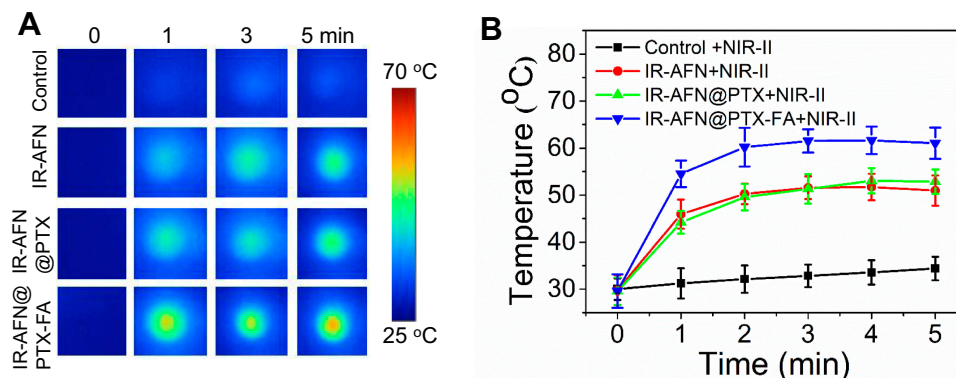 A
0 1 3 5 min
Control
IR-AFN
IR-AFN
@PTX
IR-AFN@
PTX-FA
70 °C
25 °C
B
Control +NIR-II
IR-AFN+NIR-II
IR-AFN@PTX+NIR-II
IR-AFN@PTX-FA+NIR-II
Temperature (°C)
80
70
60
50
40
30
0 1 2 3 4 5
Time (min)